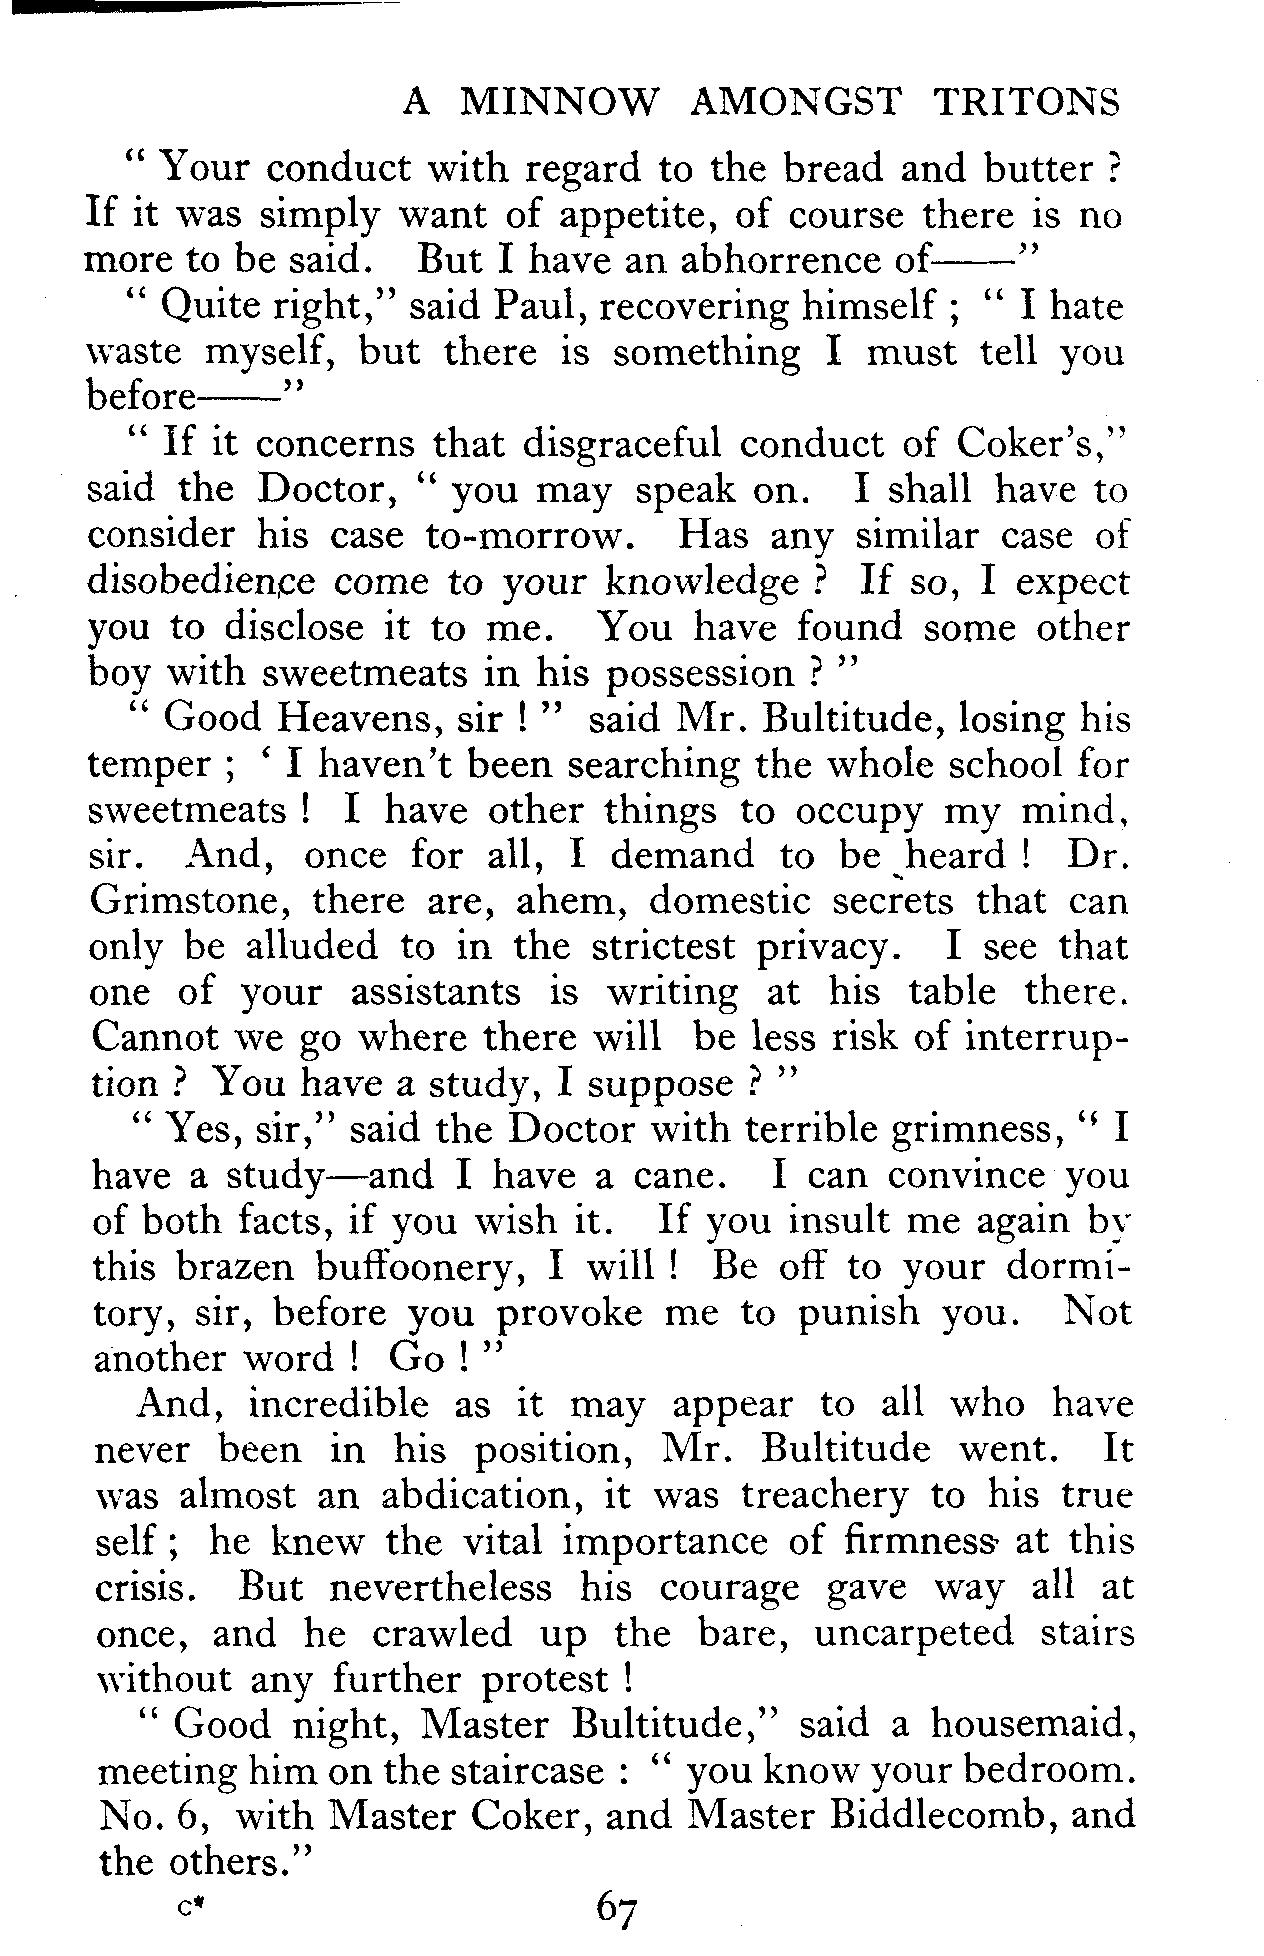 A MINNOW AMONGST TRITONS
“ Your conduct with regard to the bread and butter ?
If it was simply want of appetite, of course there is no
more to be said. But I have an abhorrence of——”
“ Quite right,” said Paul, recovering himself ; “ I hate
waste myself, but there is something I must tell you
before——”
“ If it concerns that disgraceful conduct of Coker’s,”
said the Doctor, “ you may speak on. I shall have to
consider his case to-morrow. Has any similar case of
disobedience come to your knowledge ? If so, I expect
you to disclose it to me. You have found some other
boy with sweetmeats in his possession ? ”
“ Good Heavens, sir ! ” said Mr. Bultitude, losing his
temper ; ‘ I haven’t been searching the whole school for
sweetmeats ! I have other things to occupy my mind,
sir. And, once for all, I demand to be heard ! Dr.
Grimstone, there are, ahem, domestic secrets that can
only be alluded to in the strictest privacy. I see that
one of your assistants is writing at his table there.
Cannot we go where there will be less risk of interrup-
tion ? You have a study, I suppose ? ”
“ Yes, sir,” said the Doctor with terrible grimness, “ I
have a study—and I have a cane. I can convince you
of both facts, if you wish it. If you insult me again by
this brazen buffoonery, I will ! Be off to your dormi-
tory, sir, before you provoke me to punish you. Not
another word ! Go ! ”
And, incredible as it may appear to all who have
never been in his position, Mr. Bultitude went. It
was almost an abdication, it was treachery to his true
self ; he knew the vital importance of firmness at this
crisis. But nevertheless his courage gave way all at
once, and he crawled up the bare, uncarpeted stairs
without any further protest !
“ Good night, Master Bultitude,” said a housemaid,
meeting him on the staircase : “ you know your bedroom.
No. 6, with Master Coker, and Master Biddlecomb, and
the others.”
C* 67